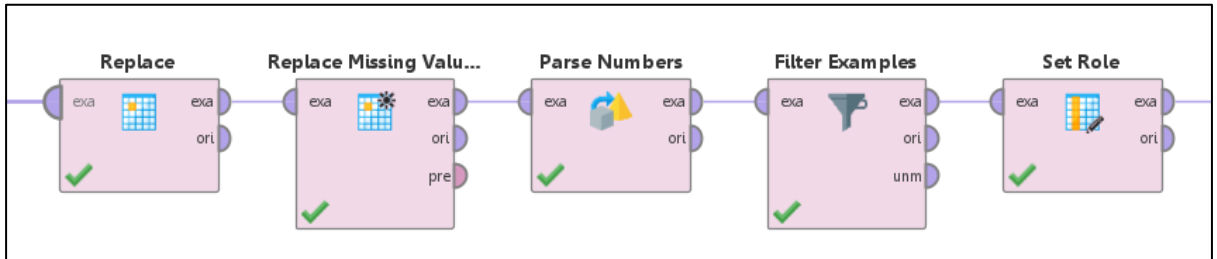 Replace
Replace Missing Valu...
Parse Numbers
Filter Examples
Set Role
exa exa
ori
exa exa
ori
pre
exa exa
ori
exa exa
ori
unm
exa exa
ori